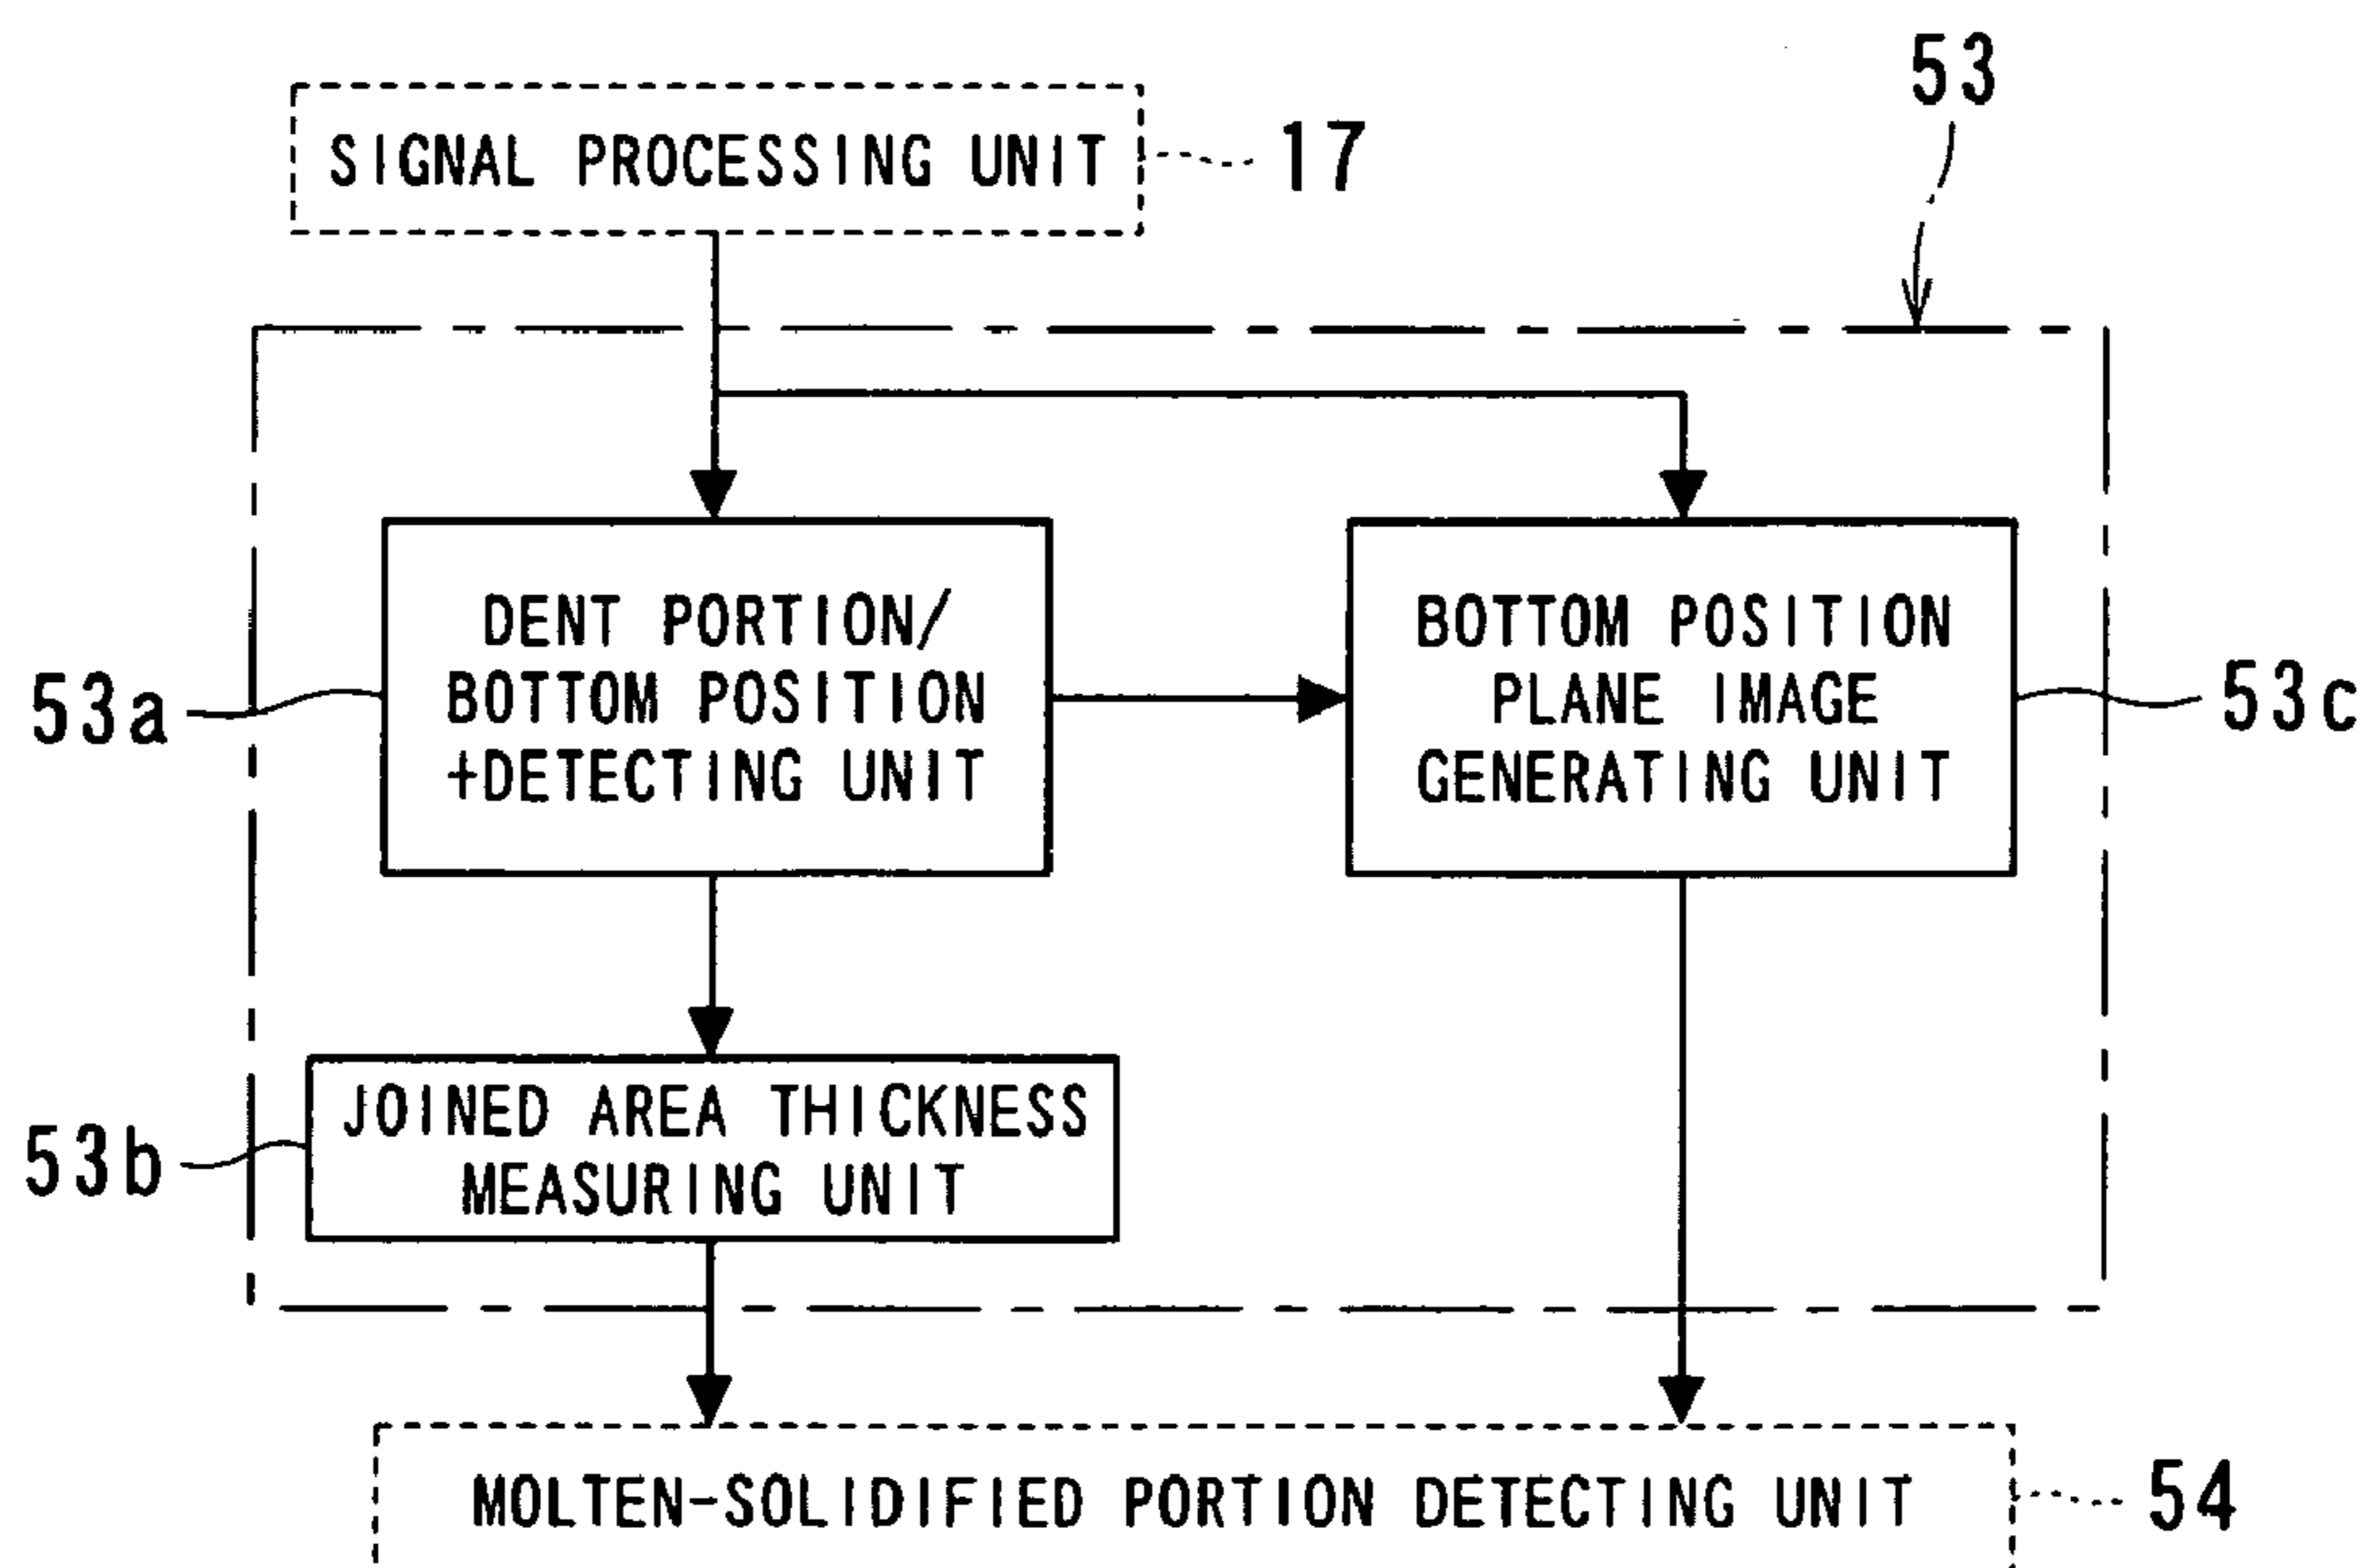 53
SIGNAL PROCESSING UNIT
17
DENT PORTION/
BOTTOM POSITION
+DETECTING UNIT
53a
BOTTOM POSITION
PLANE IMAGE
GENERATING UNIT
53c
JOINED AREA THICKNESS
MEASURING UNIT
53b
MOLTEN-SOLIDIFIED PORTION DETECTING UNIT
54